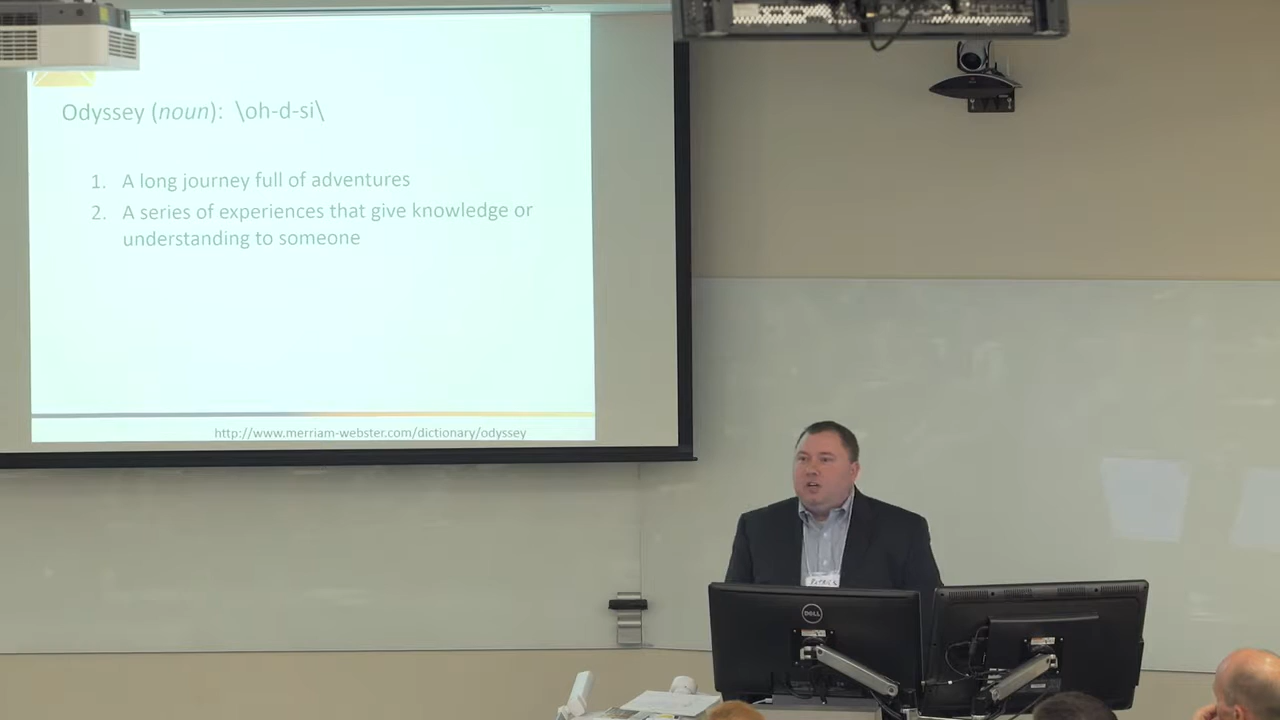 Odyssey (noun): \oh-d-si\
1. A long journey full of adventures
2. A series of experiences that give knowledge or
understanding to someone
http://www.merriam-webster.com/dictionary/odyssey
DELL